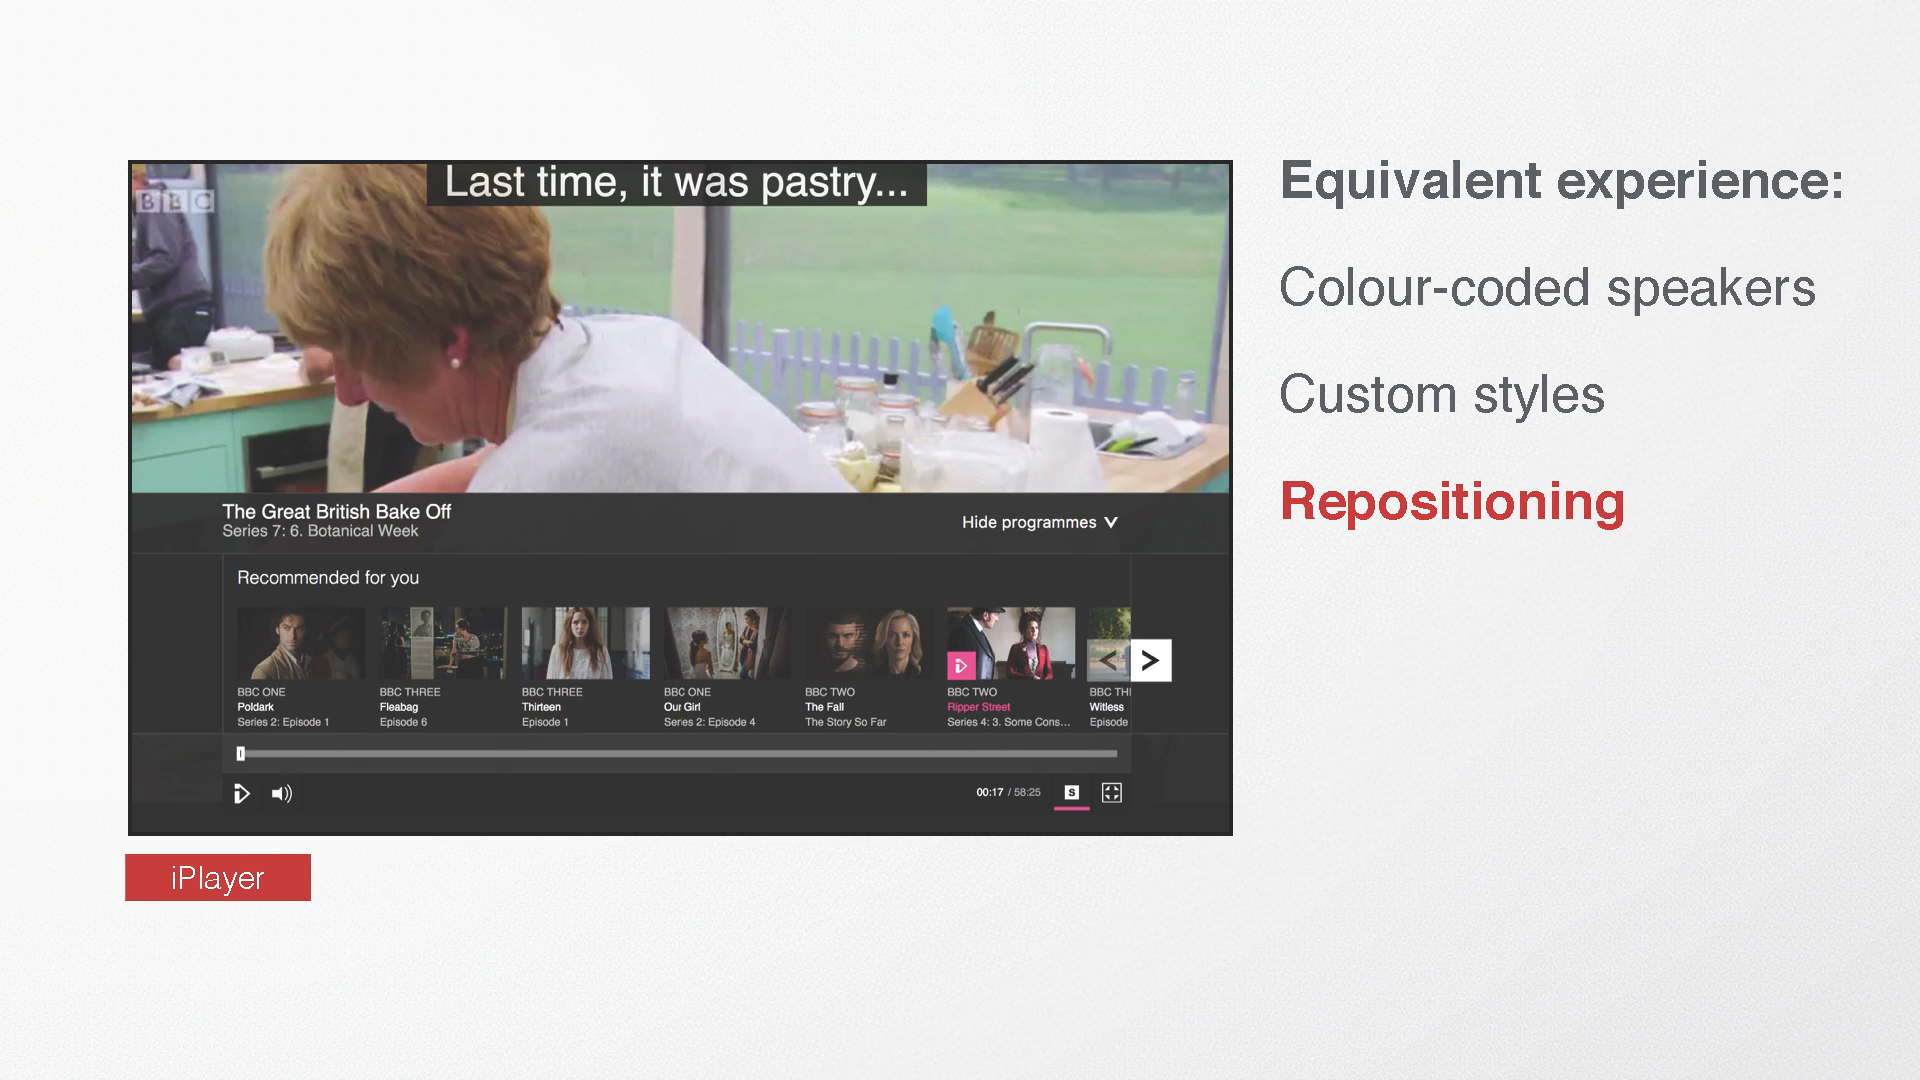 Last time, it was pastry...
BBC
The Great British Bake Off
Series 7: 6. Botanical Week
Hide programmes
Recommended for you
BBC ONE
Poldark
Series 2: Episode 1
BBC THREE
Fleabag
Episode 6
BBC THREE
Thirteen
Episode 1
BBC ONE
Our Girl
Series 2: Episode 4
BBC TWO
The Fall
The Story So Far
BBC TWO
Ripper Street
Series 4: 3. Some Cons...
BBC TH
Witless
Episode
00:17 / 58:25
S
iPlayer
Equivalent experience:
Colour-coded speakers
Custom styles
Repositioning